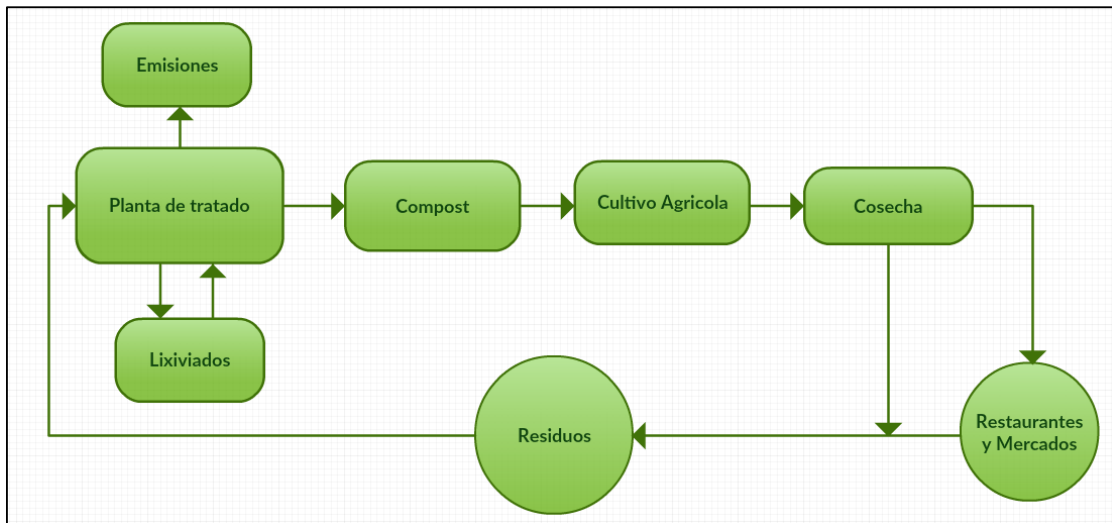 Emisiones
Planta de tratado
Compost
Cultivo Agricola
Cosecha
Lixiviados
Residuos
Restaurantes
y Mercados